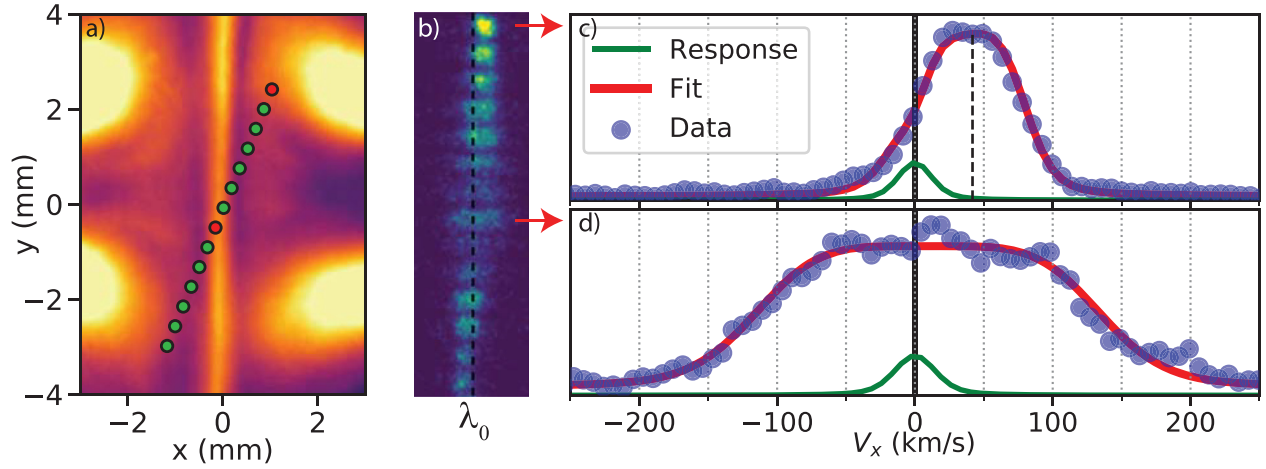 a)
4
2
0
−2
−4
y (mm)
−2
0
2
x (mm)
b)
λ0
c)
Response
Fit
Data
d)
−200
−100
0
100
200
Vx (km/s)